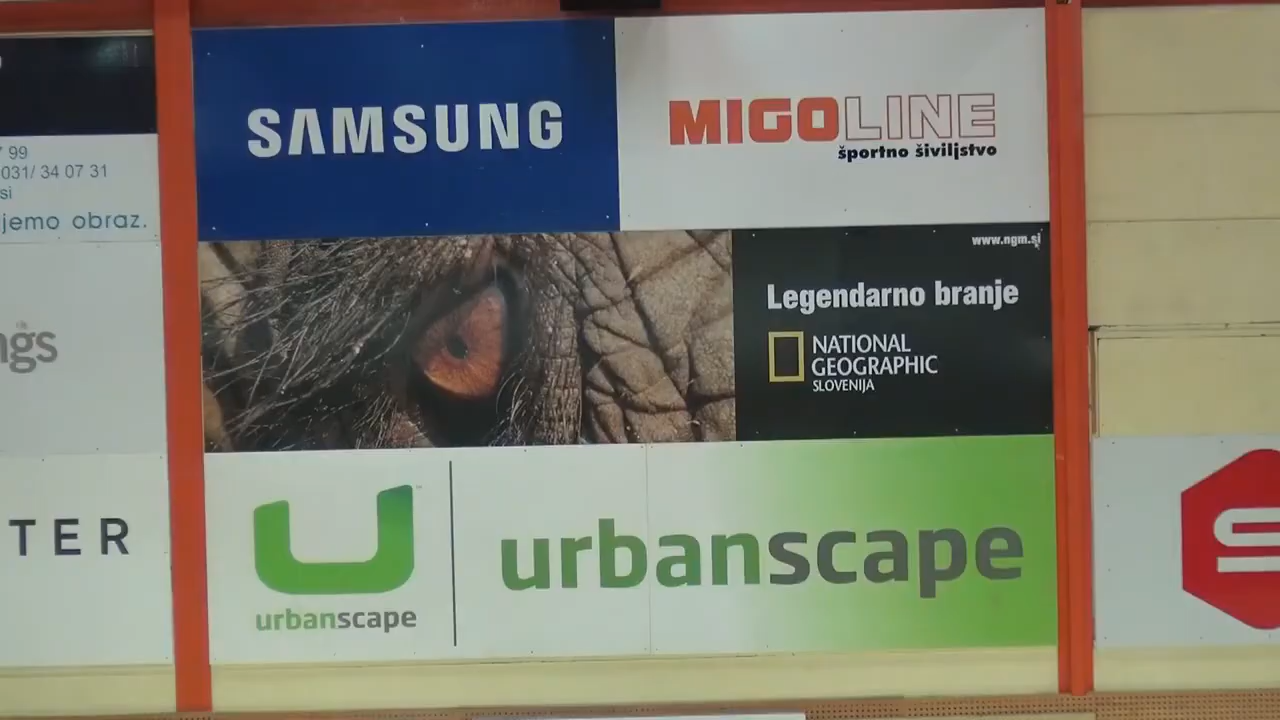 99
031/ 34 07 31
si
jemo obraz.
ngs
TER
SAMSUNG
MIGOLINE
športno šiviljstvo
www.ngm.si
Legendarno branje
NATIONAL
GEOGRAPHIC
SLOVENIJA
urbanscape
urbanscape